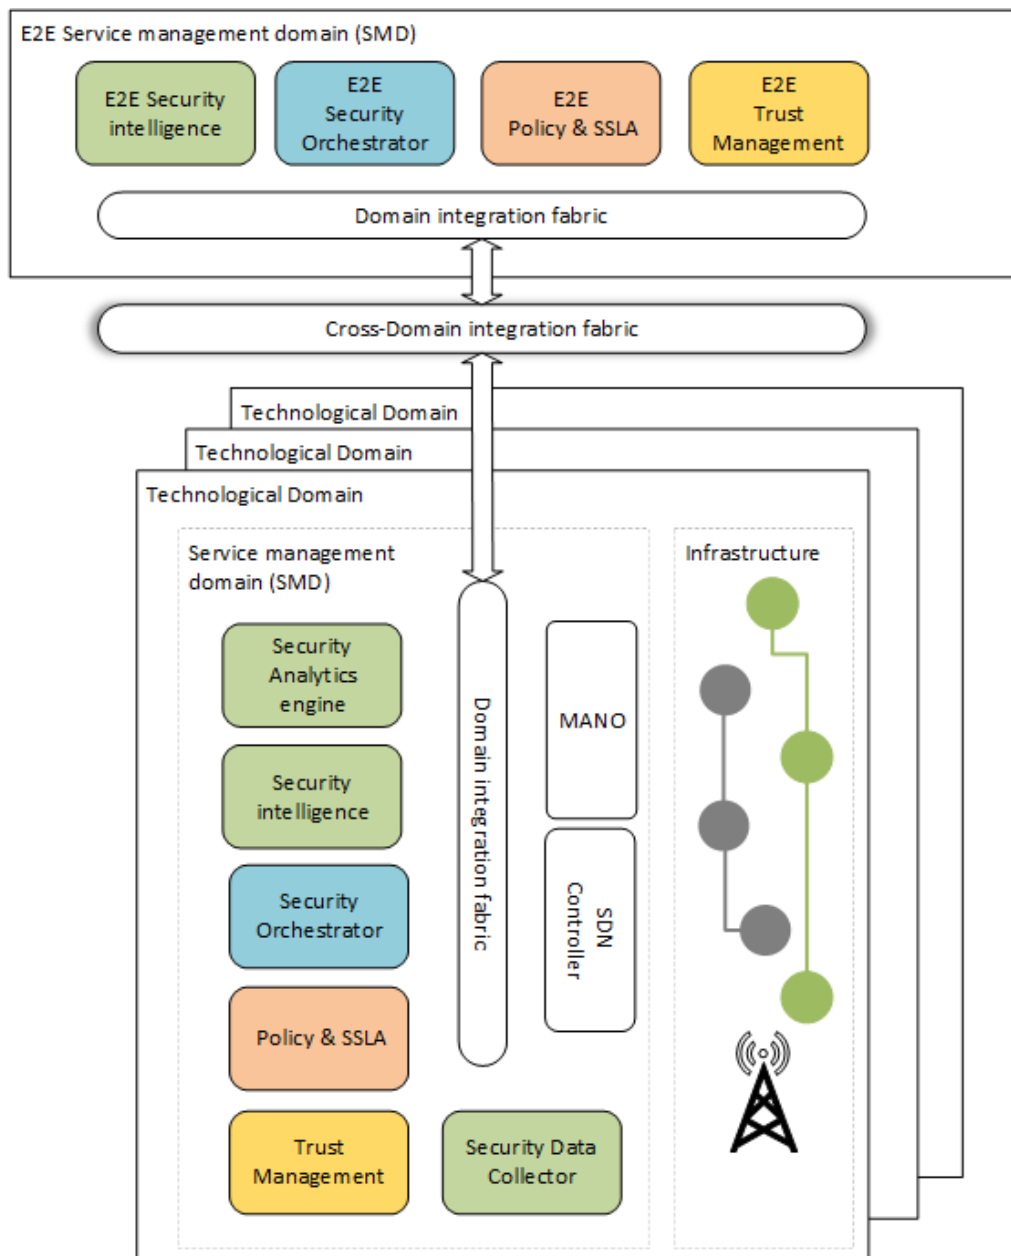 E2E Service management domain (SMD)
E2E Security
intelligence
E2E
Security
Orchestrator
E2E
Policy & SSLA
E2E
Trust
Management
Domain integration fabric
Cross-Domain integration fabric
Technological Domain
Technological Domain
Technological Domain
Service management
domain (SMD)
Infrastructure
Security
Analytics
engine
Security
intelligence
Security
Orchestrator
Policy & SSLA
Trust
Management
Domain integration fabric
MANO
SDN
Controller
Security Data
Collector